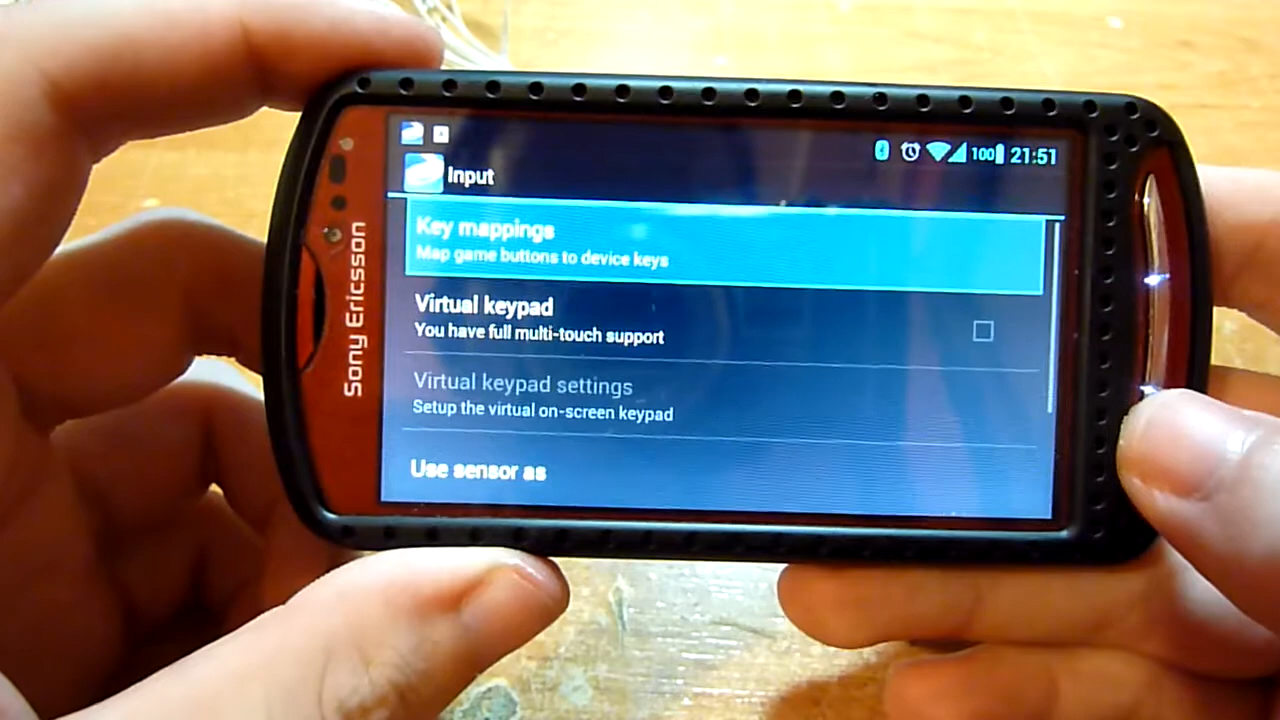 Sony Ericsson
100 21:51
Input
Key mappings
Map game buttons to device keys
Virtual keypad
You have full multi-touch support
Virtual keypad settings
Setup the virtual on-screen keypad
Use sensor as